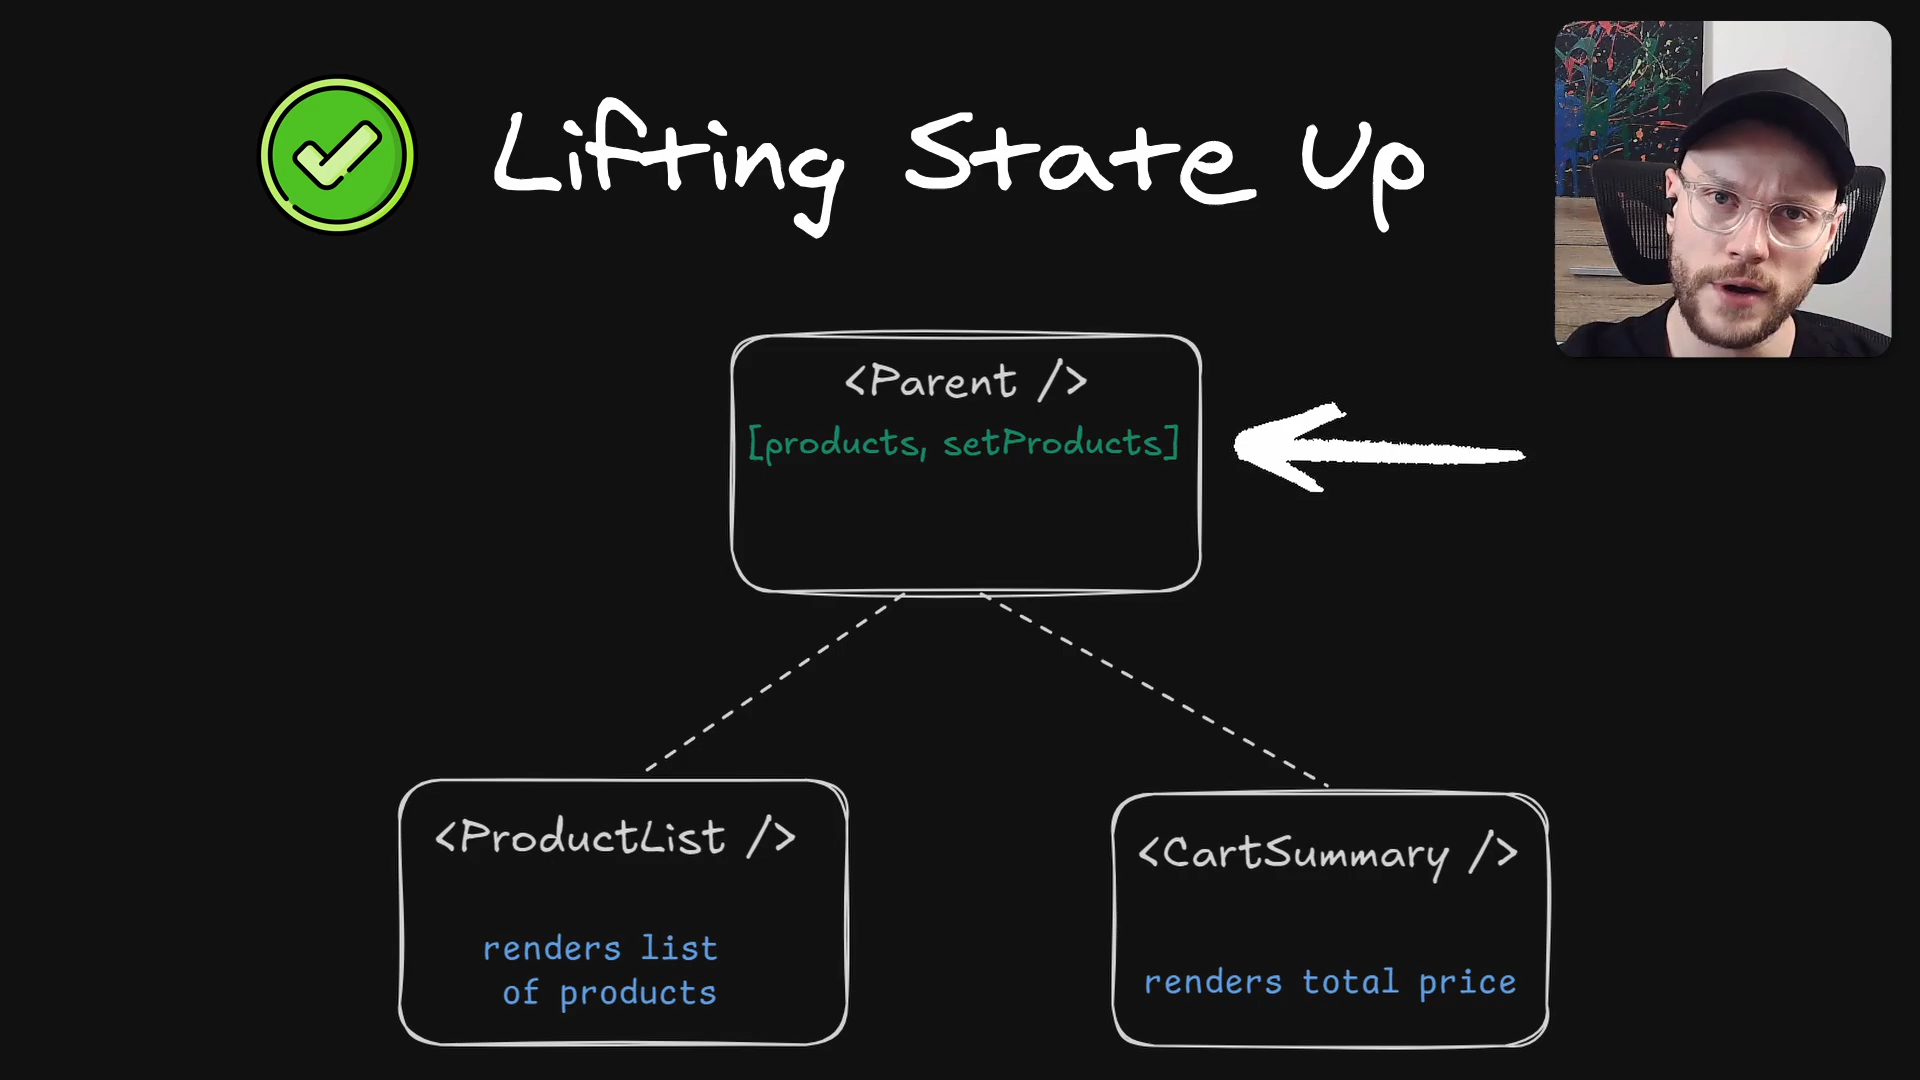 Lifting State Up
<Parent />
[products, setProducts]
<ProductList />
renders list
of products
<CartSummary />
renders total price